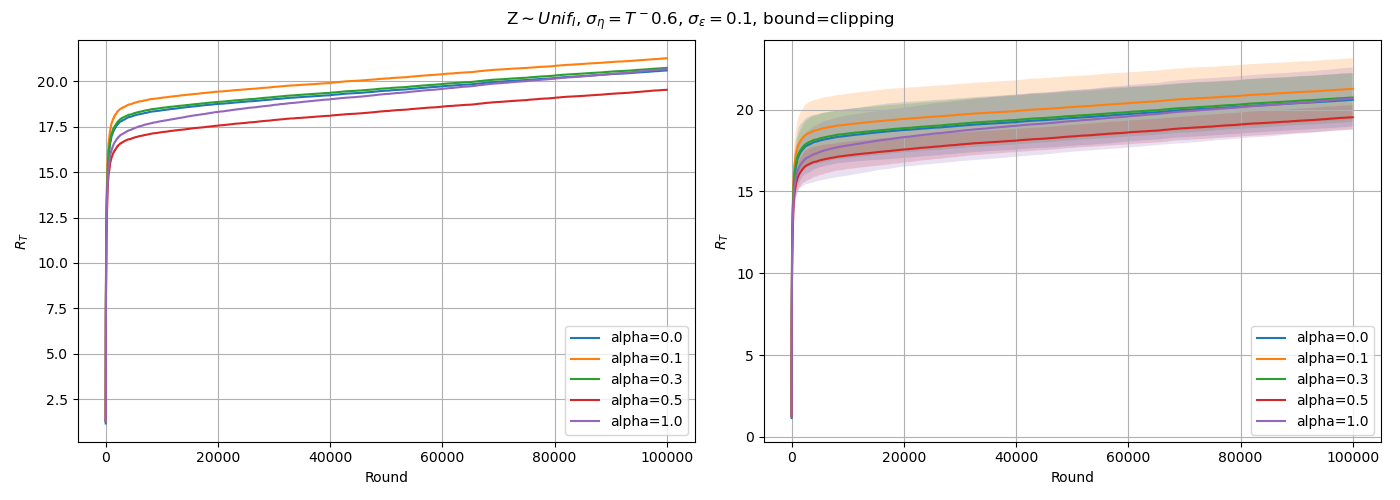 Z ∼ Unif_I, σ_η = T^−0.6, σ_ε = 0.1, bound=clipping
R_T
20.0
17.5
15.0
12.5
10.0
7.5
5.0
2.5
0
20000
40000
60000
80000
100000
Round
alpha=0.0
alpha=0.1
alpha=0.3
alpha=0.5
alpha=1.0
R_T
20
15
10
5
0
0
20000
40000
60000
80000
100000
Round
alpha=0.0
alpha=0.1
alpha=0.3
alpha=0.5
alpha=1.0